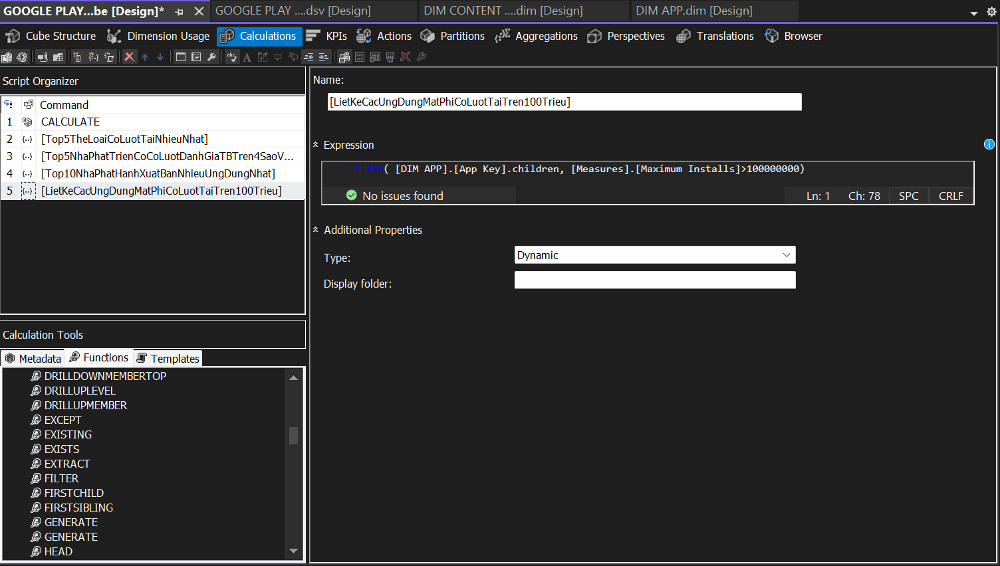 GOOGLE PLAY...be [Design]*
GOOGLE PLAY ....dsv [Design]
DIM CONTENT ....dim [Design]
DIM APP.dim [Design]
Cube Structure
Dimension Usage
Calculations
KPIs
Actions
Partitions
Aggregations
Perspectives
Translations
Browser
Script Organizer
Command
1 CALCULATE
2 [Top5TheLoaiCoLuotTaiNhieuNhat]
3 [Top5NhaPhatTrienCoCoLuotDanhGiaTBTren4SaoV...
4 [Top10NhaPhatHanhXuatBanNhieuUngDungNhat]
5 [LietKeCacUngDungMatPhiCoLuotTaiTren100Trieu]
Calculation Tools
Metadata
Functions
Templates
DRILLDOWNMEMBERTOP
DRILLUPLEVEL
DRILLUPMEMBER
EXCEPT
EXISTING
EXISTS
EXTRACT
FILTER
FIRSTCHILD
FIRSTSIBLING
GENERATE
GENERATE
HEAD
Name:
[LietKeCacUngDungMatPhiCoLuotTaiTren100Trieu]
Expression
FILTER( [DIM APP].[App Key].children, [Measures].[Maximum Installs]>100000000)
No issues found
Ln: 1
Ch: 78
SPC
CRLF
Additional Properties
Type:
Dynamic
Display folder: